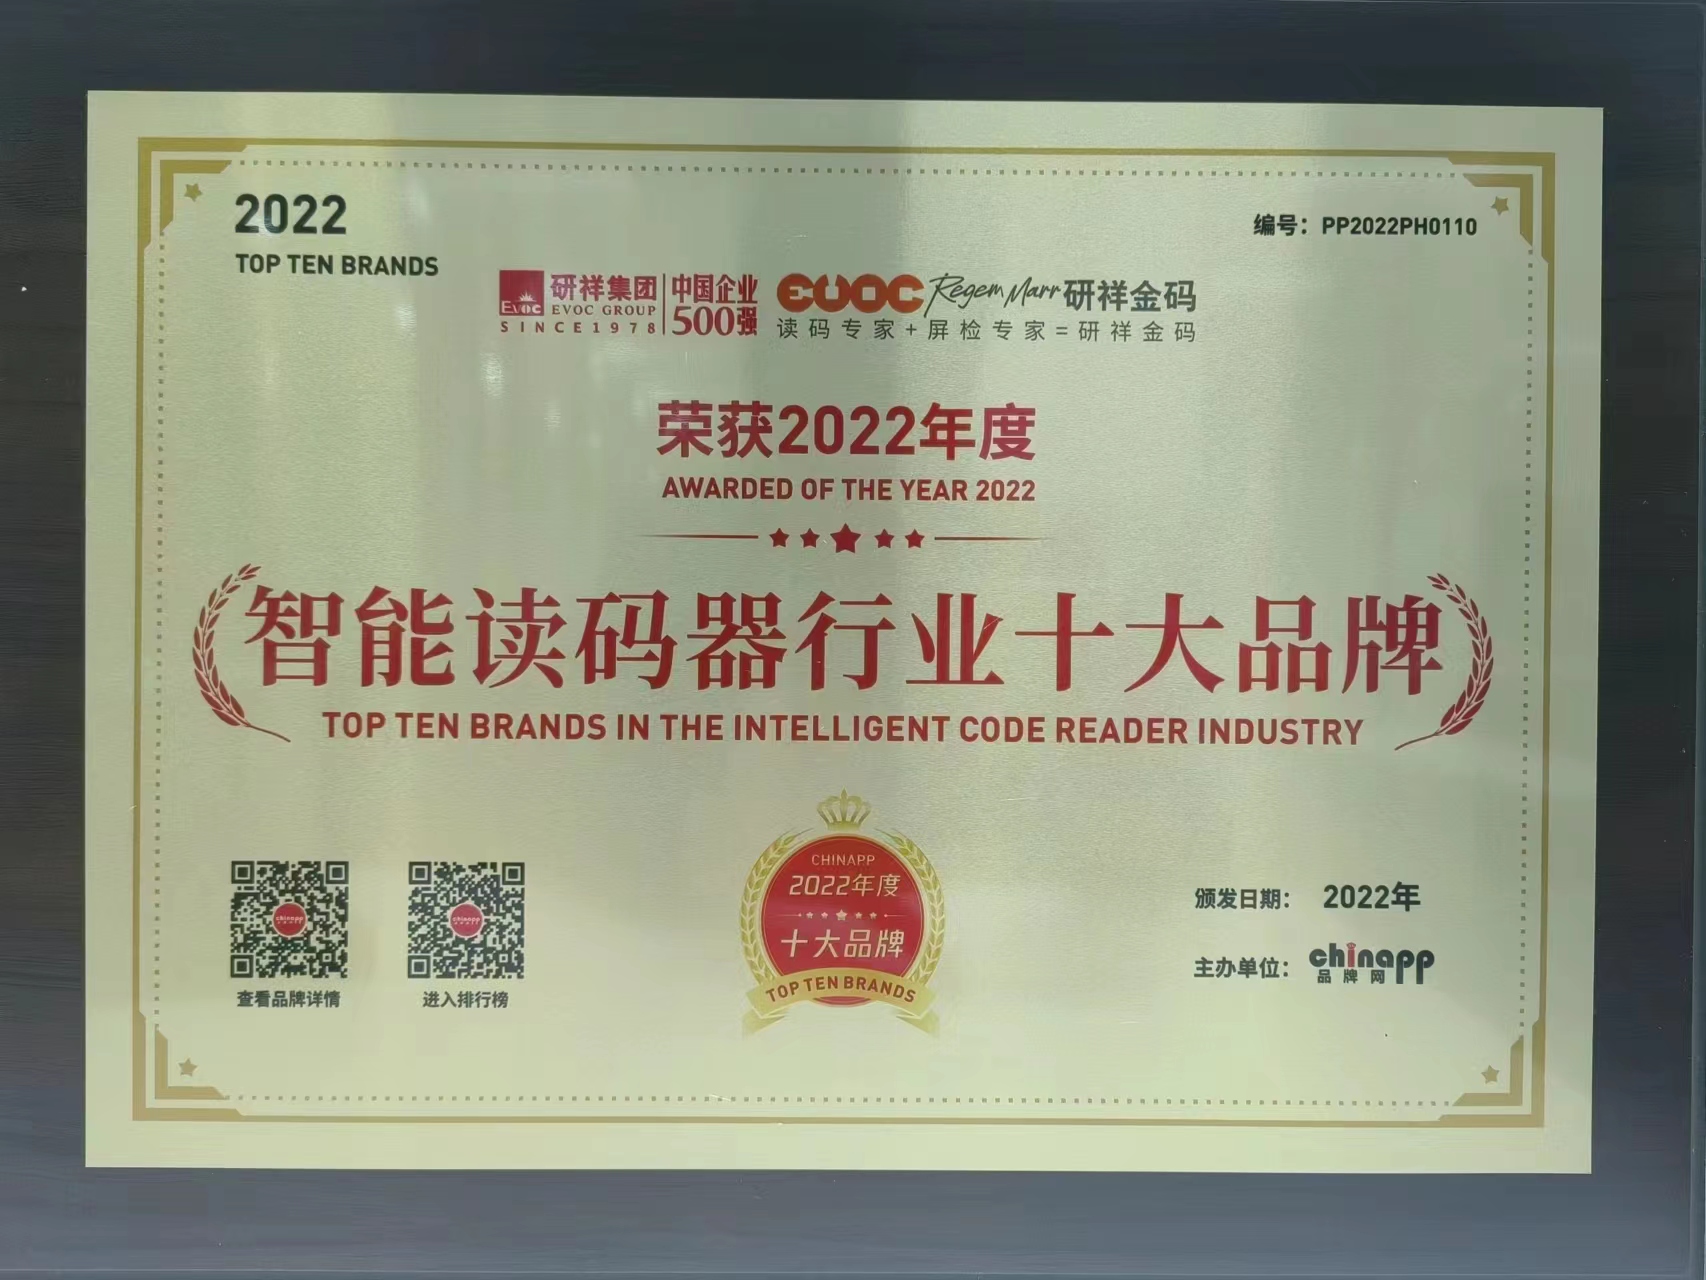 2022
TOP TEN BRANDS
编号：PP2022PH0110
EVOC
研祥集团
EVOC GROUP
SINCE1978
中国企业
500强
EVOC Regem Marr 研祥金码
读码专家+屏检专家=研祥金码
荣获2022年度
AWARDED OF THE YEAR 2022
智能读码器行业十大品牌
TOP TEN BRANDS IN THE INTELLIGENT CODE READER INDUSTRY
chinapp
查看品牌详情
chinapp
进入排行榜
CHINAPP
2022年度
十大品牌
TOP TEN BRANDS
颁发日期： 2022年
主办单位： chinapp
品牌网